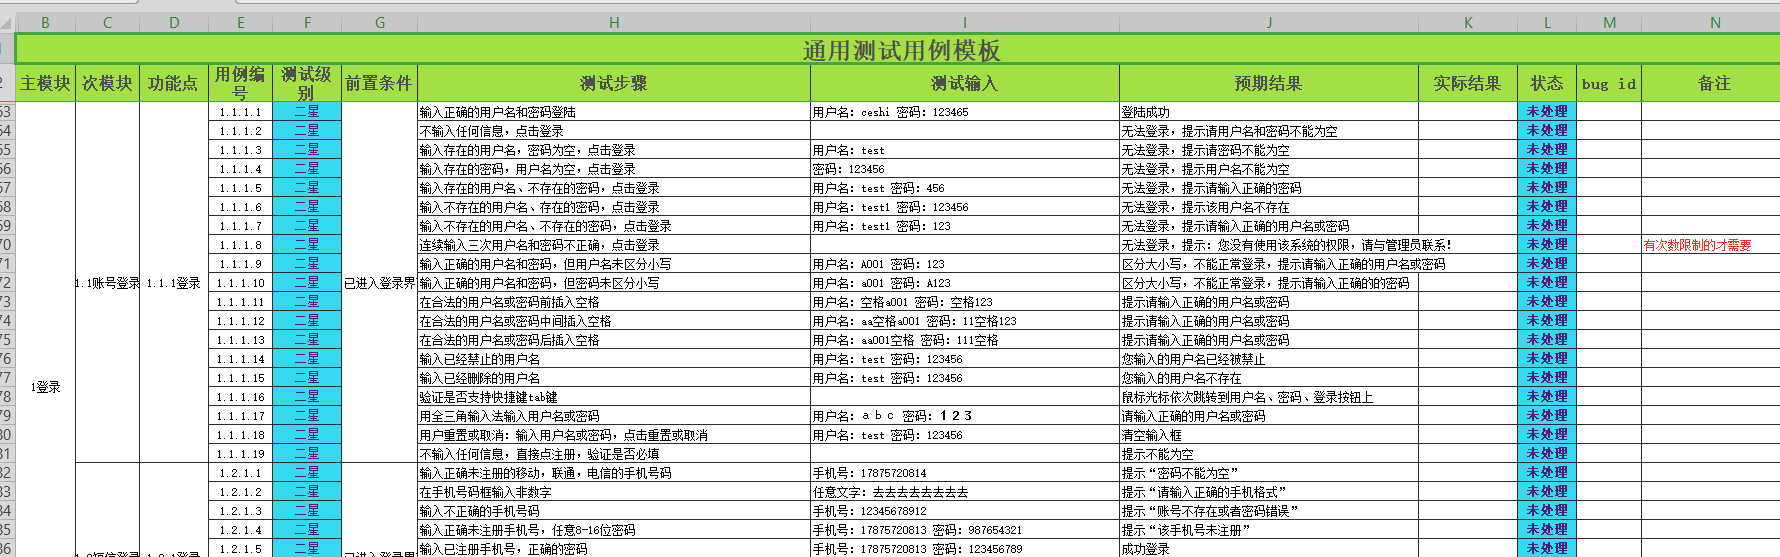 B C D E F G H I J K L M N
通用测试用例模板
2 主模块 次模块 功能点 用例编号 测试级别 前置条件 测试步骤 测试输入 预期结果 实际结果 状态 bug id 备注
63 1.1.1.1 二星 输入正确的用户名和密码登陆 用户名: ceshi 密码: 123465 登陆成功 未处理
64 1.1.1.2 二星 不输入任何信息，点击登录 无法登录，提示请用户名和密码不能为空 未处理
65 1.1.1.3 二星 输入存在的用户名，密码为空，点击登录 用户名: test 无法登录，提示请密码不能为空 未处理
66 1.1.1.4 二星 输入存在的密码，用户名为空，点击登录 密码: 123456 无法登录，提示用户名不能为空 未处理
67 1.1.1.5 二星 输入存在的用户名、不存在的密码，点击登录 用户名: test 密码: 456 无法登录，提示请输入正确的密码 未处理
68 1.1.1.6 二星 输入不存在的用户名、存在的密码，点击登录 用户名: test1 密码: 123456 无法登录，提示该用户名不存在 未处理
69 1.1.1.7 二星 输入不存在的用户名、不存在的密码，点击登录 用户名: test1 密码: 123 无法登录，提示请输入正确的用户名或密码 未处理
70 1.1.1.8 二星 连续输入三次用户名和密码不正确，点击登录 无法登录，提示: 您没有使用该系统的权限，请与管理员联系! 未处理 有次数限制的才需要
71 1.1.1.9 二星 输入正确的用户名和密码，但用户名未区分小写 用户名: A001 密码: 123 区分大小写，不能正常登录，提示请输入正确的用户名或密码 未处理
72 1.1账号登录 1.1.1登录 1.1.1.10 二星 已进入登录界 输入正确的用户名和密码，但密码未区分小写 用户名: a001 密码: A123 区分大小写，不能正常登录，提示请输入正确的的密码 未处理
73 1.1.1.11 二星 在合法的用户名或密码前插入空格 用户名: 空格a001 密码: 空格123 提示请输入正确的用户名或密码 未处理
74 1.1.1.12 二星 在合法的用户名或密码中间插入空格 用户名: aa空格a001 密码: 11空格123 提示请输入正确的用户名或密码 未处理
75 1.1.1.13 二星 在合法的用户名或密码后插入空格 用户名: aa001空格 密码: 111空格 提示请输入正确的用户名或密码 未处理
76 1.1.1.14 二星 输入已经禁止的用户名 用户名: test 密码: 123456 您输入的用户名已经被禁止 未处理
77 1.1.1.15 二星 输入已经删除的用户名 用户名: test 密码: 123456 您输入的用户名不存在 未处理
78 1登录 1.1.1.16 二星 验证是否支持快捷键tab键 鼠标光标依次跳转到用户名、密码、登录按钮上 未处理
79 1.1.1.17 二星 用全三角输入法输入用户名或密码 用户名: ａｂｃ 密码: １２３ 请输入正确的用户名或密码 未处理
80 1.1.1.18 二星 用户重置或取消: 输入用户名或密码，点击重置或取消 用户名: test 密码: 123456 清空输入框 未处理
81 1.1.1.19 二星 不输入任何信息，直接点注册，验证是否必填 提示不能为空 未处理
82 1.2.1.1 二星 输入正确未注册的移动，联通，电信的手机号码 手机号: 17875720814 提示“密码不能为空” 未处理
83 1.2.1.2 二星 在手机号码框输入非数字 任意文字: 去去去去去去去去 提示“请输入正确的手机格式” 未处理
84 1.2.1.3 二星 输入不正确的手机号码 手机号: 12345678912 提示“账号不存在或者密码错误” 未处理
85 1.2.1.4 二星 输入正确未注册手机号，任意8-16位密码 手机号: 17875720813 密码: 987654321 提示“该手机号未注册” 未处理
86 1.2短信登录 1.2.1登录 1.2.1.5 二星 已进入登录界 输入已注册手机号，正确的密码 手机号: 17875720813 密码: 123456789 成功登录 未处理